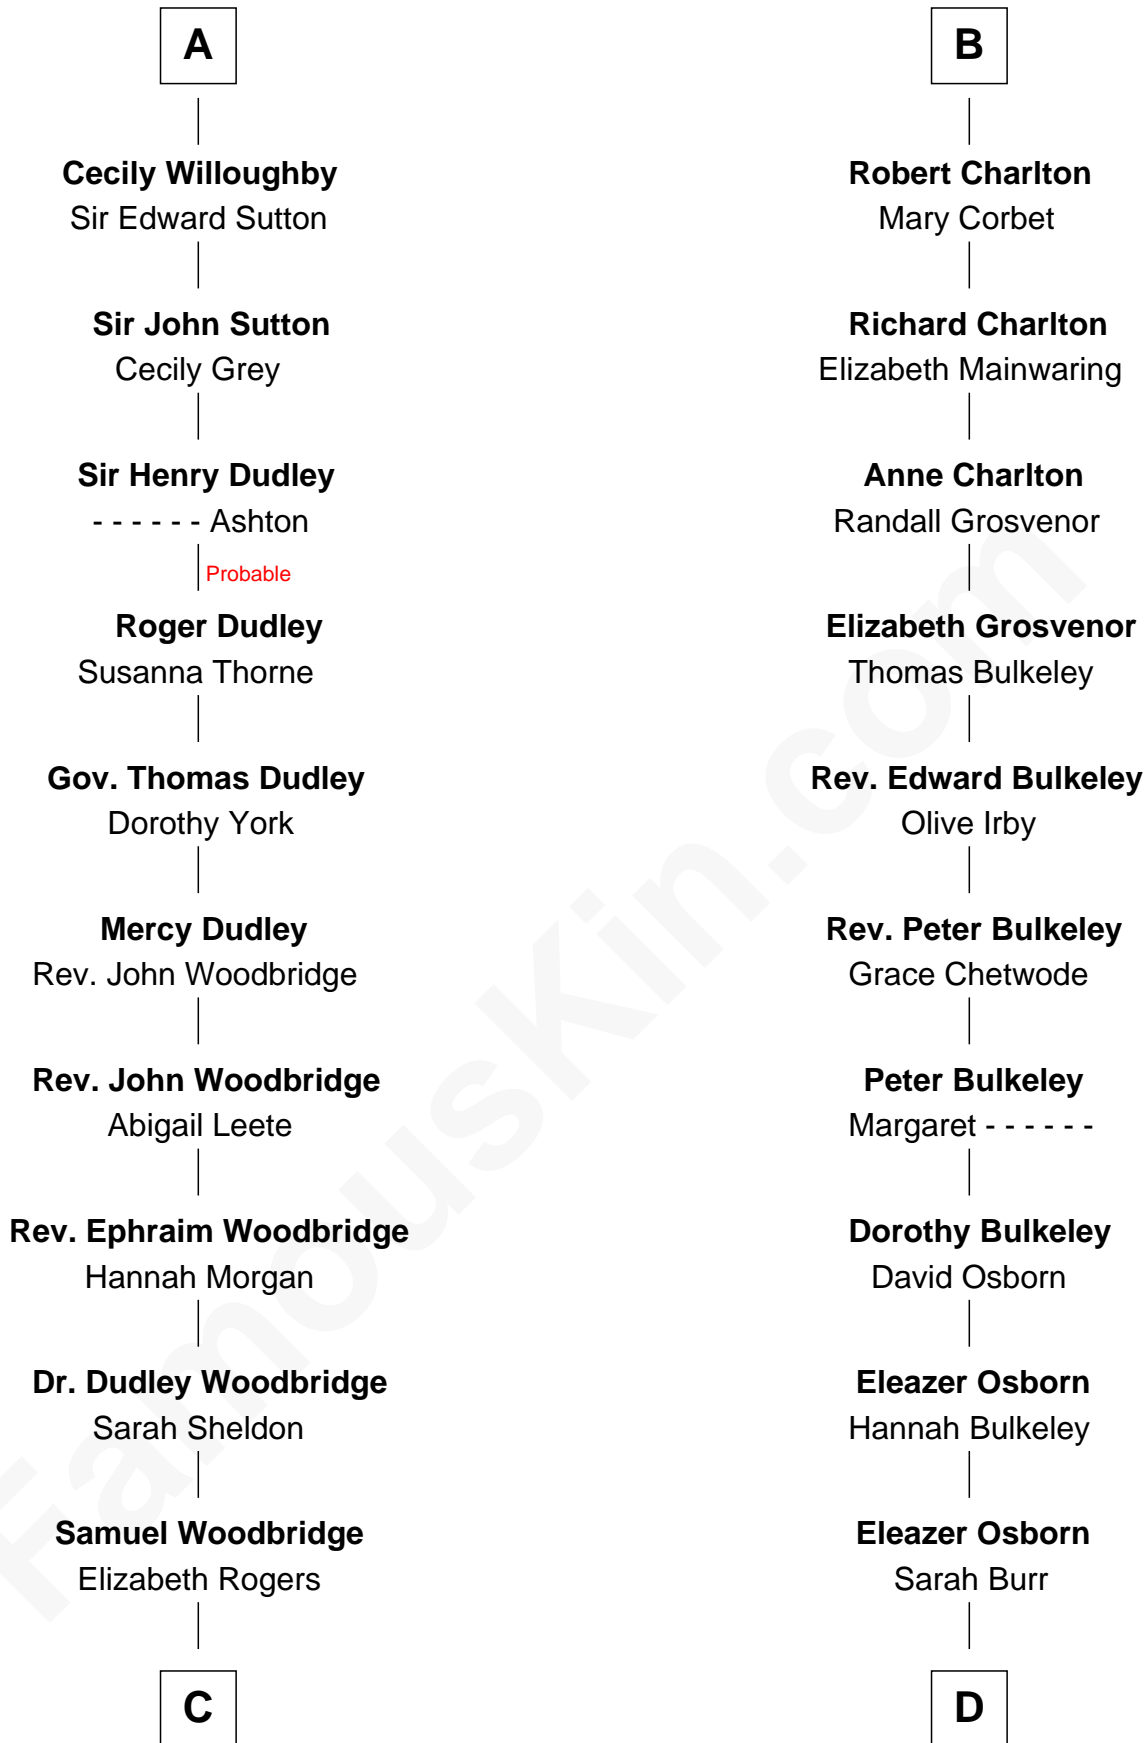 A
Cecily Willoughby
Sir Edward Sutton
Sir John Sutton
Cecily Grey
Sir Henry Dudley
- - - - - - Ashton
Probable
Roger Dudley
Susanna Thorne
Gov. Thomas Dudley
Dorothy York
Mercy Dudley
Rev. John Woodbridge
Rev. John Woodbridge
Abigail Leete
Rev. Ephraim Woodbridge
Hannah Morgan
Dr. Dudley Woodbridge
Sarah Sheldon
Samuel Woodbridge
Elizabeth Rogers
C
B
Robert Charlton
Mary Corbet
Richard Charlton
Elizabeth Mainwaring
Anne Charlton
Randall Grosvenor
Elizabeth Grosvenor
Thomas Bulkeley
Rev. Edward Bulkeley
Olive Irby
Rev. Peter Bulkeley
Grace Chetwode
Peter Bulkeley
Margaret - - - - - -
Dorothy Bulkeley
David Osborn
Eleazer Osborn
Hannah Bulkeley
Eleazer Osborn
Sarah Burr
D
FamousKin.com